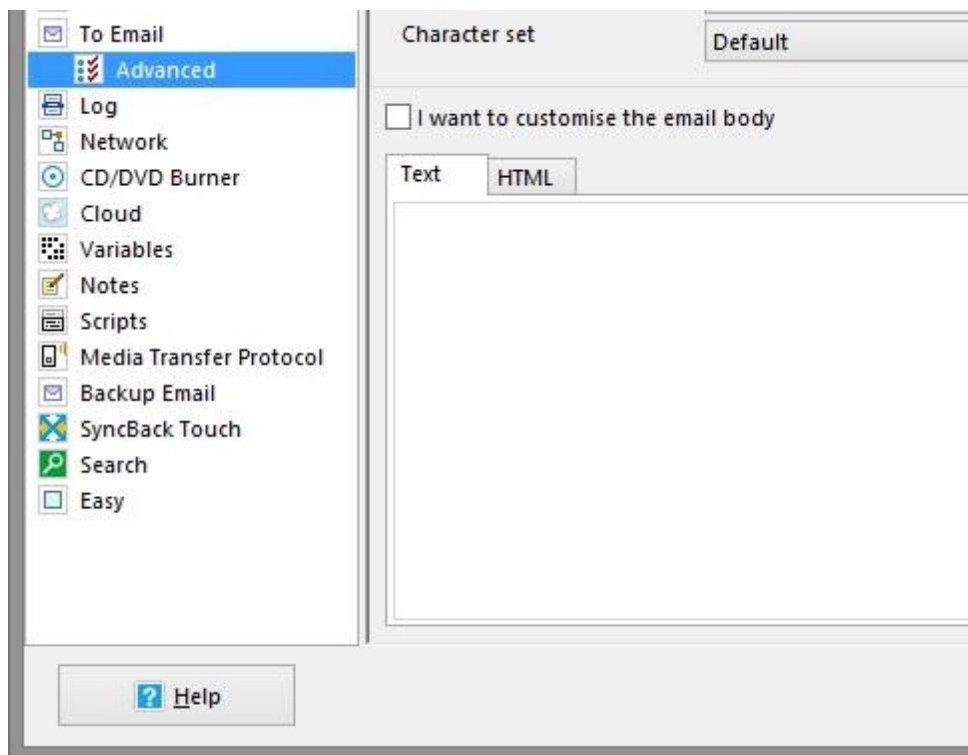 To Email
Advanced
Log
Network
CD/DVD Burner
Cloud
Variables
Notes
Scripts
Media Transfer Protocol
Backup Email
SyncBack Touch
Search
Easy
Character set
Default
I want to customise the email body
Text
HTML
Help